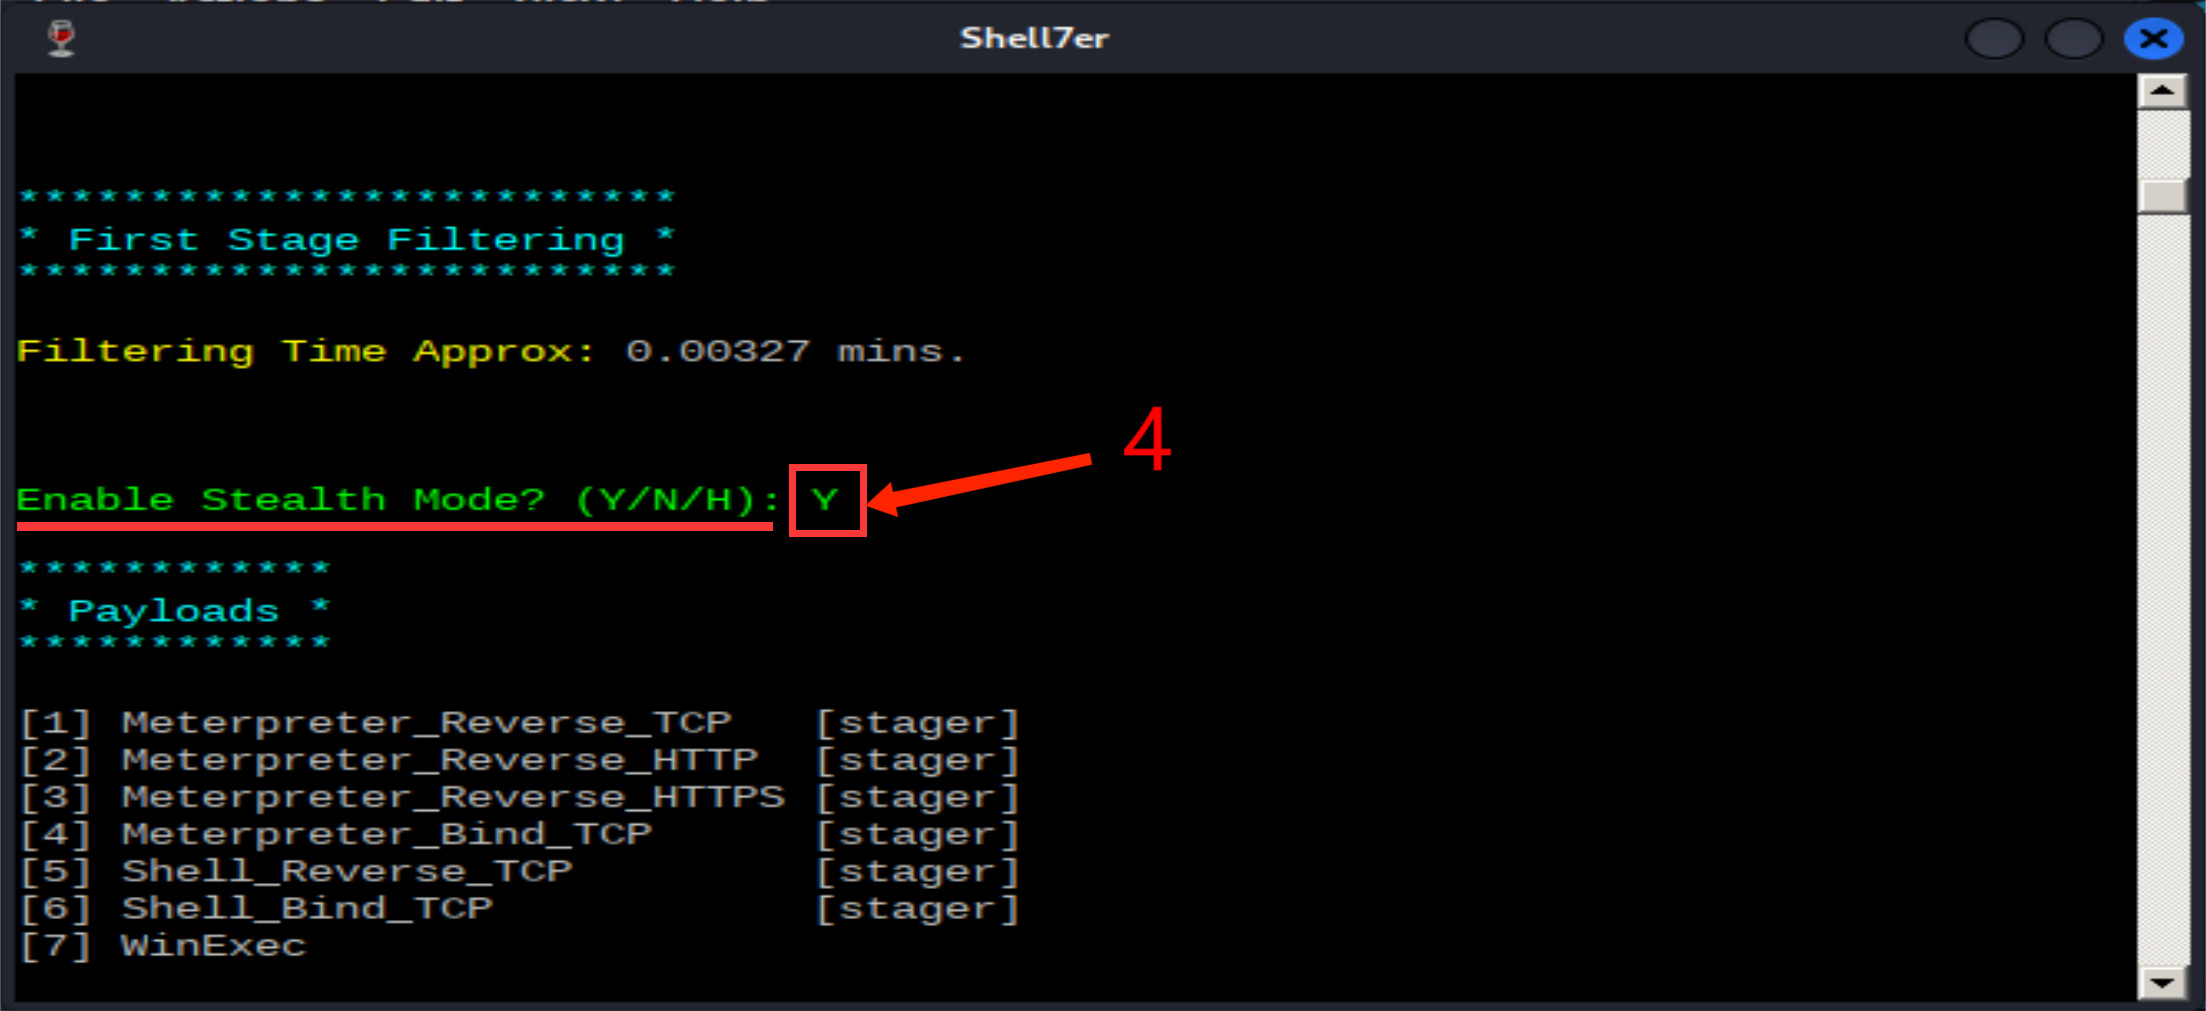 Shell7er
**************************
* First Stage Filtering *
**************************
Filtering Time Approx: 0.00327 mins.
4
Enable Stealth Mode? (Y/N/H): Y
************
* Payloads *
************
[1] Meterpreter_Reverse_TCP [stager]
[2] Meterpreter_Reverse_HTTP [stager]
[3] Meterpreter_Reverse_HTTPS [stager]
[4] Meterpreter_Bind_TCP [stager]
[5] Shell_Reverse_TCP [stager]
[6] Shell_Bind_TCP [stager]
[7] WinExec